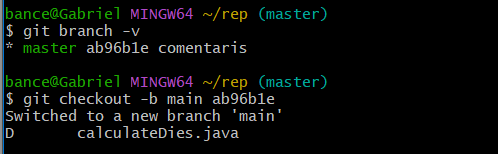 bance@Gabriel MINGW64 ~/rep (master)
$ git branch -v
* master ab96b1e comentaris
bance@Gabriel MINGW64 ~/rep (master)
$ git checkout -b main ab96b1e
Switched to a new branch 'main'
D       calculateDies.java